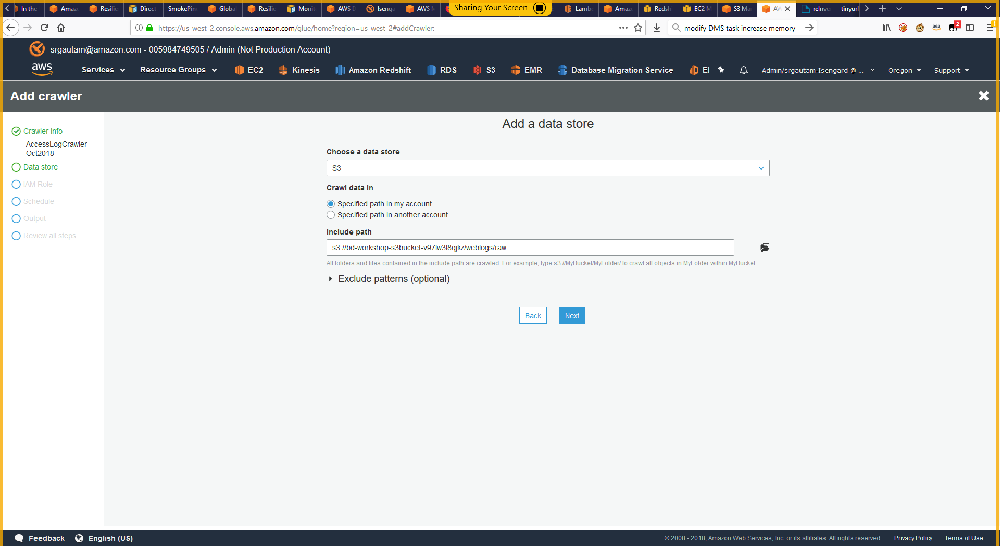 In the
Amaz
Resilie
Direct
SmokePin
Global
Resilie
Monit
AWS D
Isenga
AWS M
Sharing Your Screen
Lamb
Amaz
Redsh
EC2 M
S3 Ma
AW
reInve
tinyurl
https://us-west-2.console.aws.amazon.com/glue/home?region=us-west-2#addCrawler:
modify DMS task increase memory
aea
2
srgautam@amazon.com - 005984749505 / Admin (Not Production Account)
aws
Services
Resource Groups
EC2
Kinesis
Amazon Redshift
RDS
S3
EMR
Database Migration Service
El
Admin/srgautam-Isengard @ ...
Oregon
Support
Add crawler
Crawler info
AccessLogCrawler-
Oct2018
Data store
IAM Role
Schedule
Output
Review all steps
Add a data store
Choose a data store
S3
Crawl data in
Specified path in my account
Specified path in another account
Include path
s3://bd-workshop-s3bucket-v97lw3l8qjkz/weblogs/raw
All folders and files contained in the include path are crawled. For example, type s3://MyBucket/MyFolder/ to crawl all objects in MyFolder within MyBucket.
Exclude patterns (optional)
Back
Next
Feedback
English (US)
© 2008 - 2018, Amazon Web Services, Inc. or its affiliates. All rights reserved.
Privacy Policy
Terms of Use